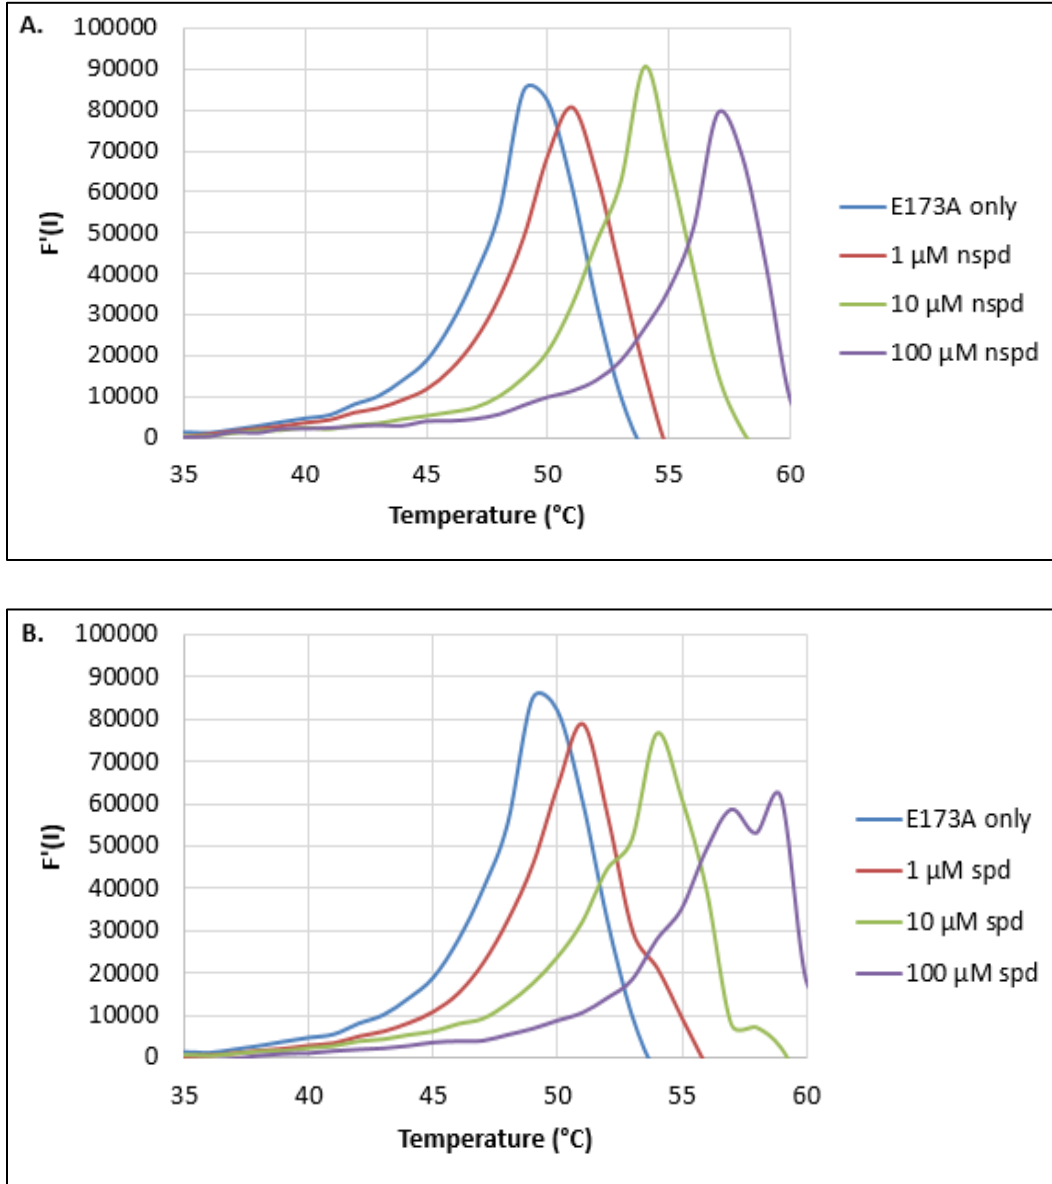 A.
100000
90000
80000
70000
60000
50000
40000
30000
20000
10000
0
F'(I)
35 40 45 50 55 60
Temperature (°C)
E173A only
1 µM nspd
10 µM nspd
100 µM nspd
B.
100000
90000
80000
70000
60000
50000
40000
30000
20000
10000
0
F'(I)
35 40 45 50 55 60
Temperature (°C)
E173A only
1 µM spd
10 µM spd
100 µM spd